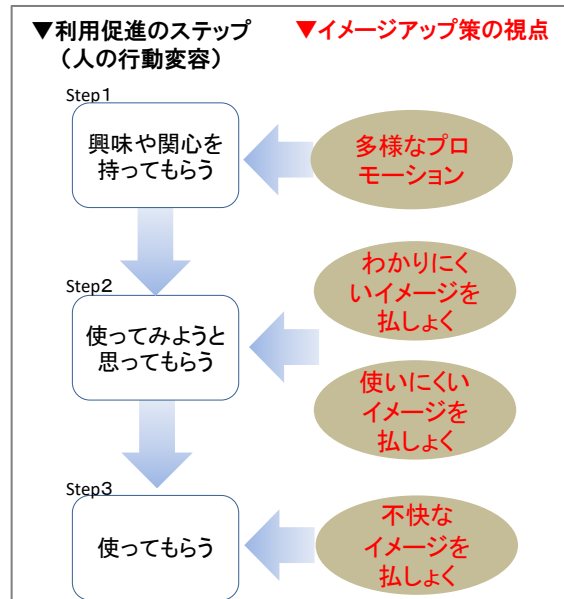 ▼利用促進のステップ
（人の行動変容）
▼イメージアップ策の視点
Step1
興味や関心を
持ってもらう
多様なプロ
モーション
Step2
使ってみようと
思ってもらう
わかりにく
いイメージを
払しょく
使いにくい
イメージを
払しょく
Step3
使ってもらう
不快な
イメージを
払しょく